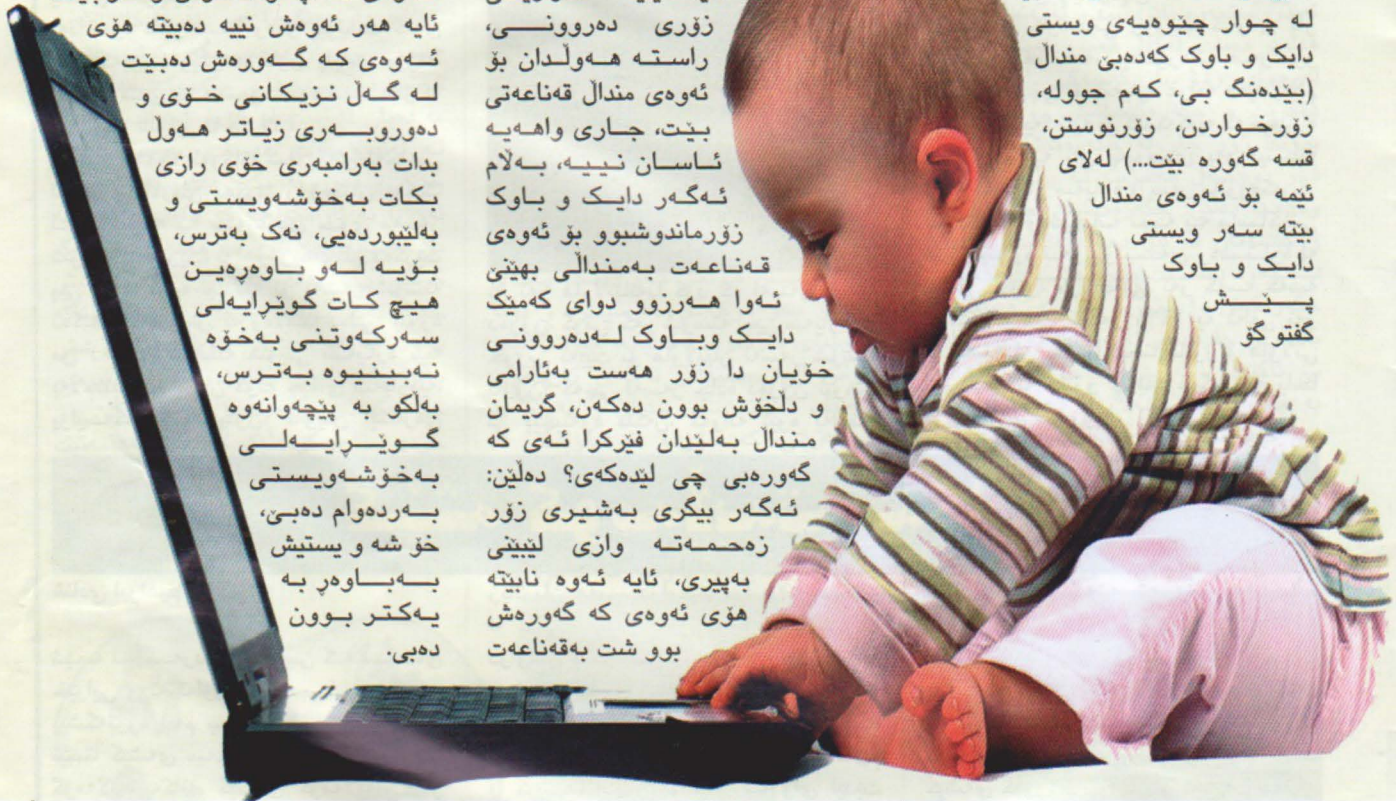 لە چوار چێوەیەی ویستی
دایک و باوک کەدەبێ منداڵ
(بێدەنگ بی، کەم جوولە،
زۆرخواردن، زۆرنوستن،
قسە گەورە بێت...) لەلای
ئێمە بۆ ئەوەی منداڵ
بێتە سەر ویستی
دایک و باوک
پێش
گفتو گۆ
زۆری دەروونی،
راستە هەوڵدان بۆ
ئەوەی منداڵ قەناعەتی
بێت، جاری واهەیە
ئاسان نییە، بەڵام
ئەگەر دایک و باوک
زۆرماندوشبوو بۆ ئەوەی
قەناعەت بەمنداڵی بهێنێ
ئەوا هەرزوو دوای کەمێک
دایک وباوک لەدەروونی
خۆیان دا زۆر هەست بەئارامی
و دڵخۆش بوون دەکەن، گریمان
منداڵ بەلێدان فێرکرا ئەی کە
گەورەبی چی لێدەکەی؟ دەڵێن:
ئەگەر بیگری بەشیری زۆر
زەحمەتە وازی لێبێنی
بەپیری، ئایە ئەوە نابێتە
هۆی ئەوەی کە گەورەش
بوو شت بەقەناعەت
ئایە هەر ئەوەش نییە دەبێتە هۆی
ئەوەی کە گەورەش دەبێت
لە گەڵ نزیکانی خۆی و
دەوروبەری زیاتر هەوڵ
بدات بەرامبەری خۆی رازی
بکات بەخۆشەویستی و
بەلێبوردەیی، نەک بەترس،
بۆیە لەو باوەڕەین
هیچ کات گوێڕایەلی
سەرکەوتنی بەخۆە
نەبینیوە بەترس،
بەڵکو بە پێچەوانەوە
گوێڕایەلی
بەخۆشەویستی
بەردەوام دەبێ،
خۆ شە و یستیش
بەباوەڕ بە
یەکتر بوون
دەبی.